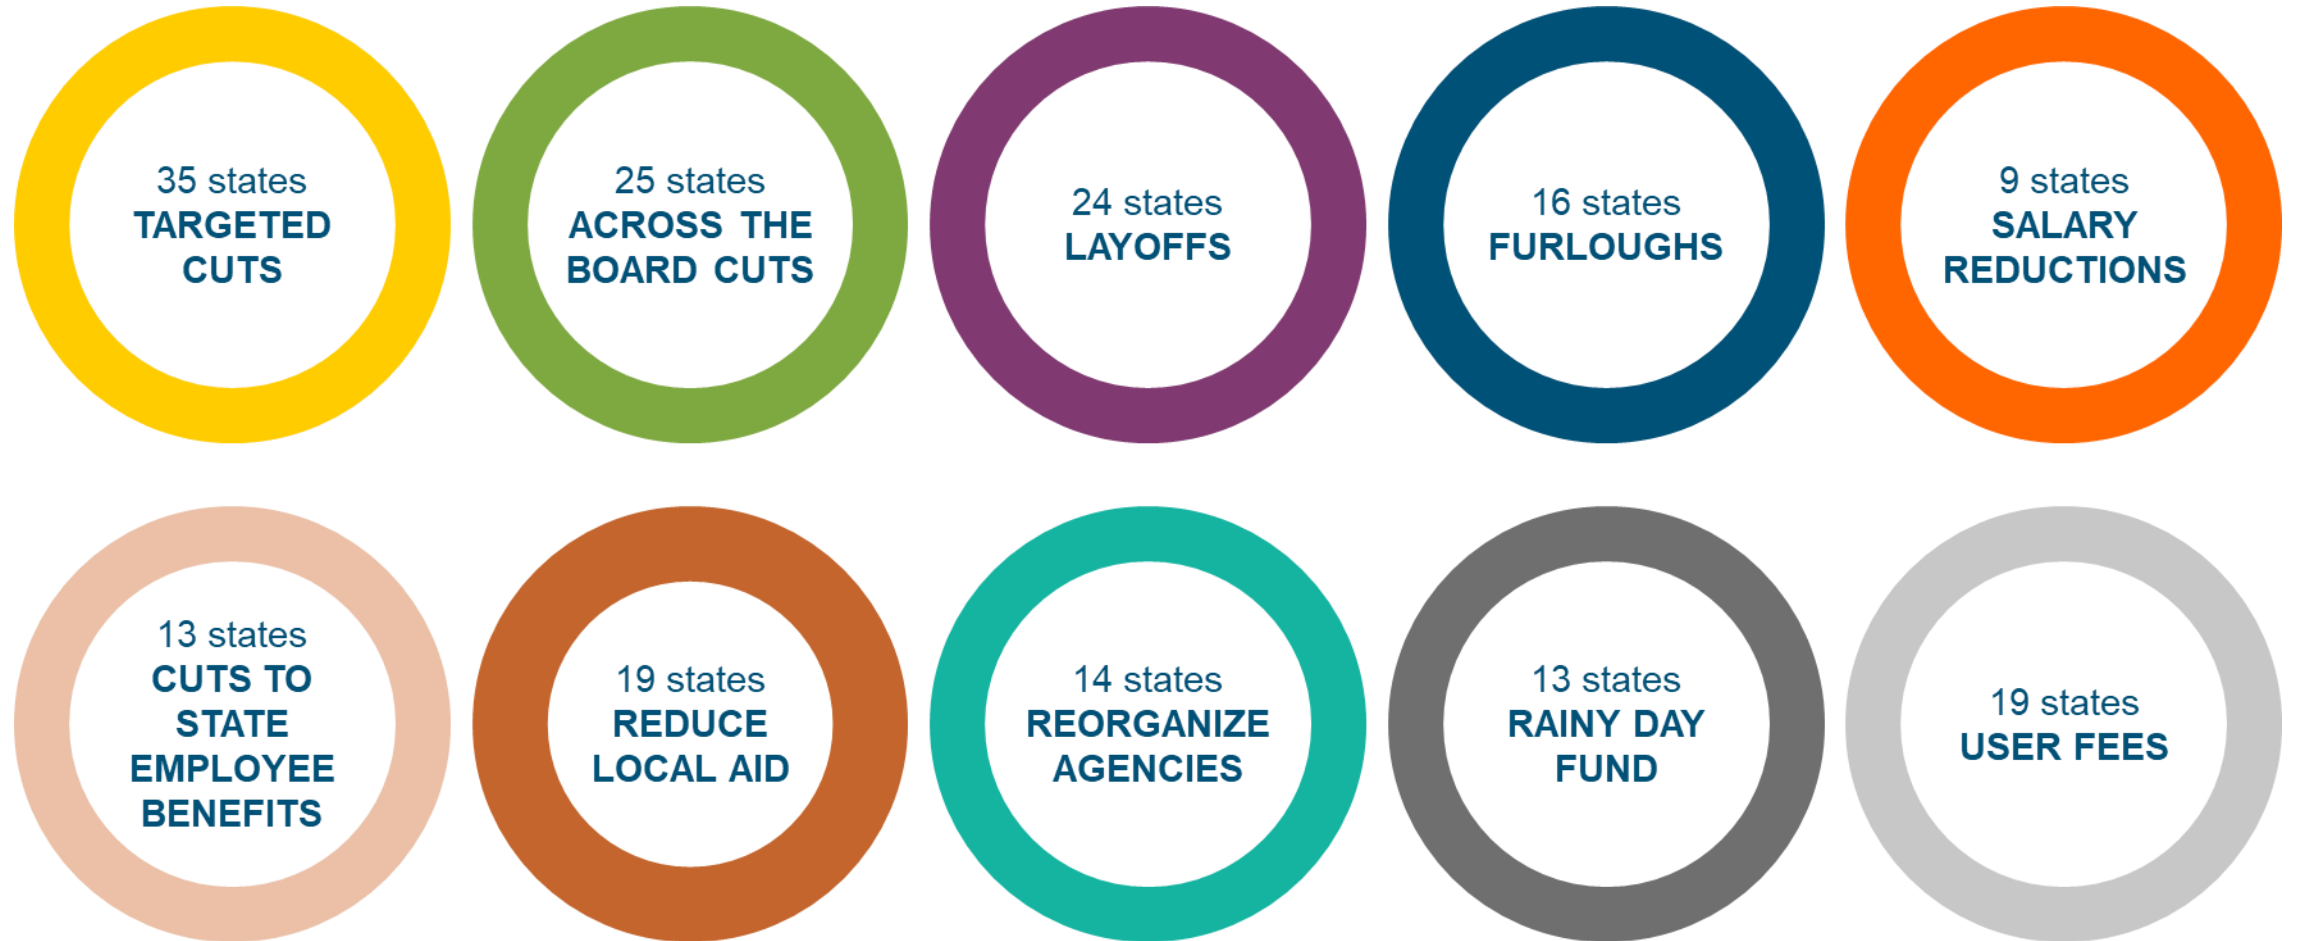 35 states
TARGETED
CUTS
25 states
ACROSS THE
BOARD CUTS
24 states
LAYOFFS
16 states
FURLOUGHS
9 states
SALARY
REDUCTIONS
13 states
CUTS TO
STATE
EMPLOYEE
BENEFITS
19 states
REDUCE
LOCAL AID
14 states
REORGANIZE
AGENCIES
13 states
RAINY DAY
FUND
19 states
USER FEES